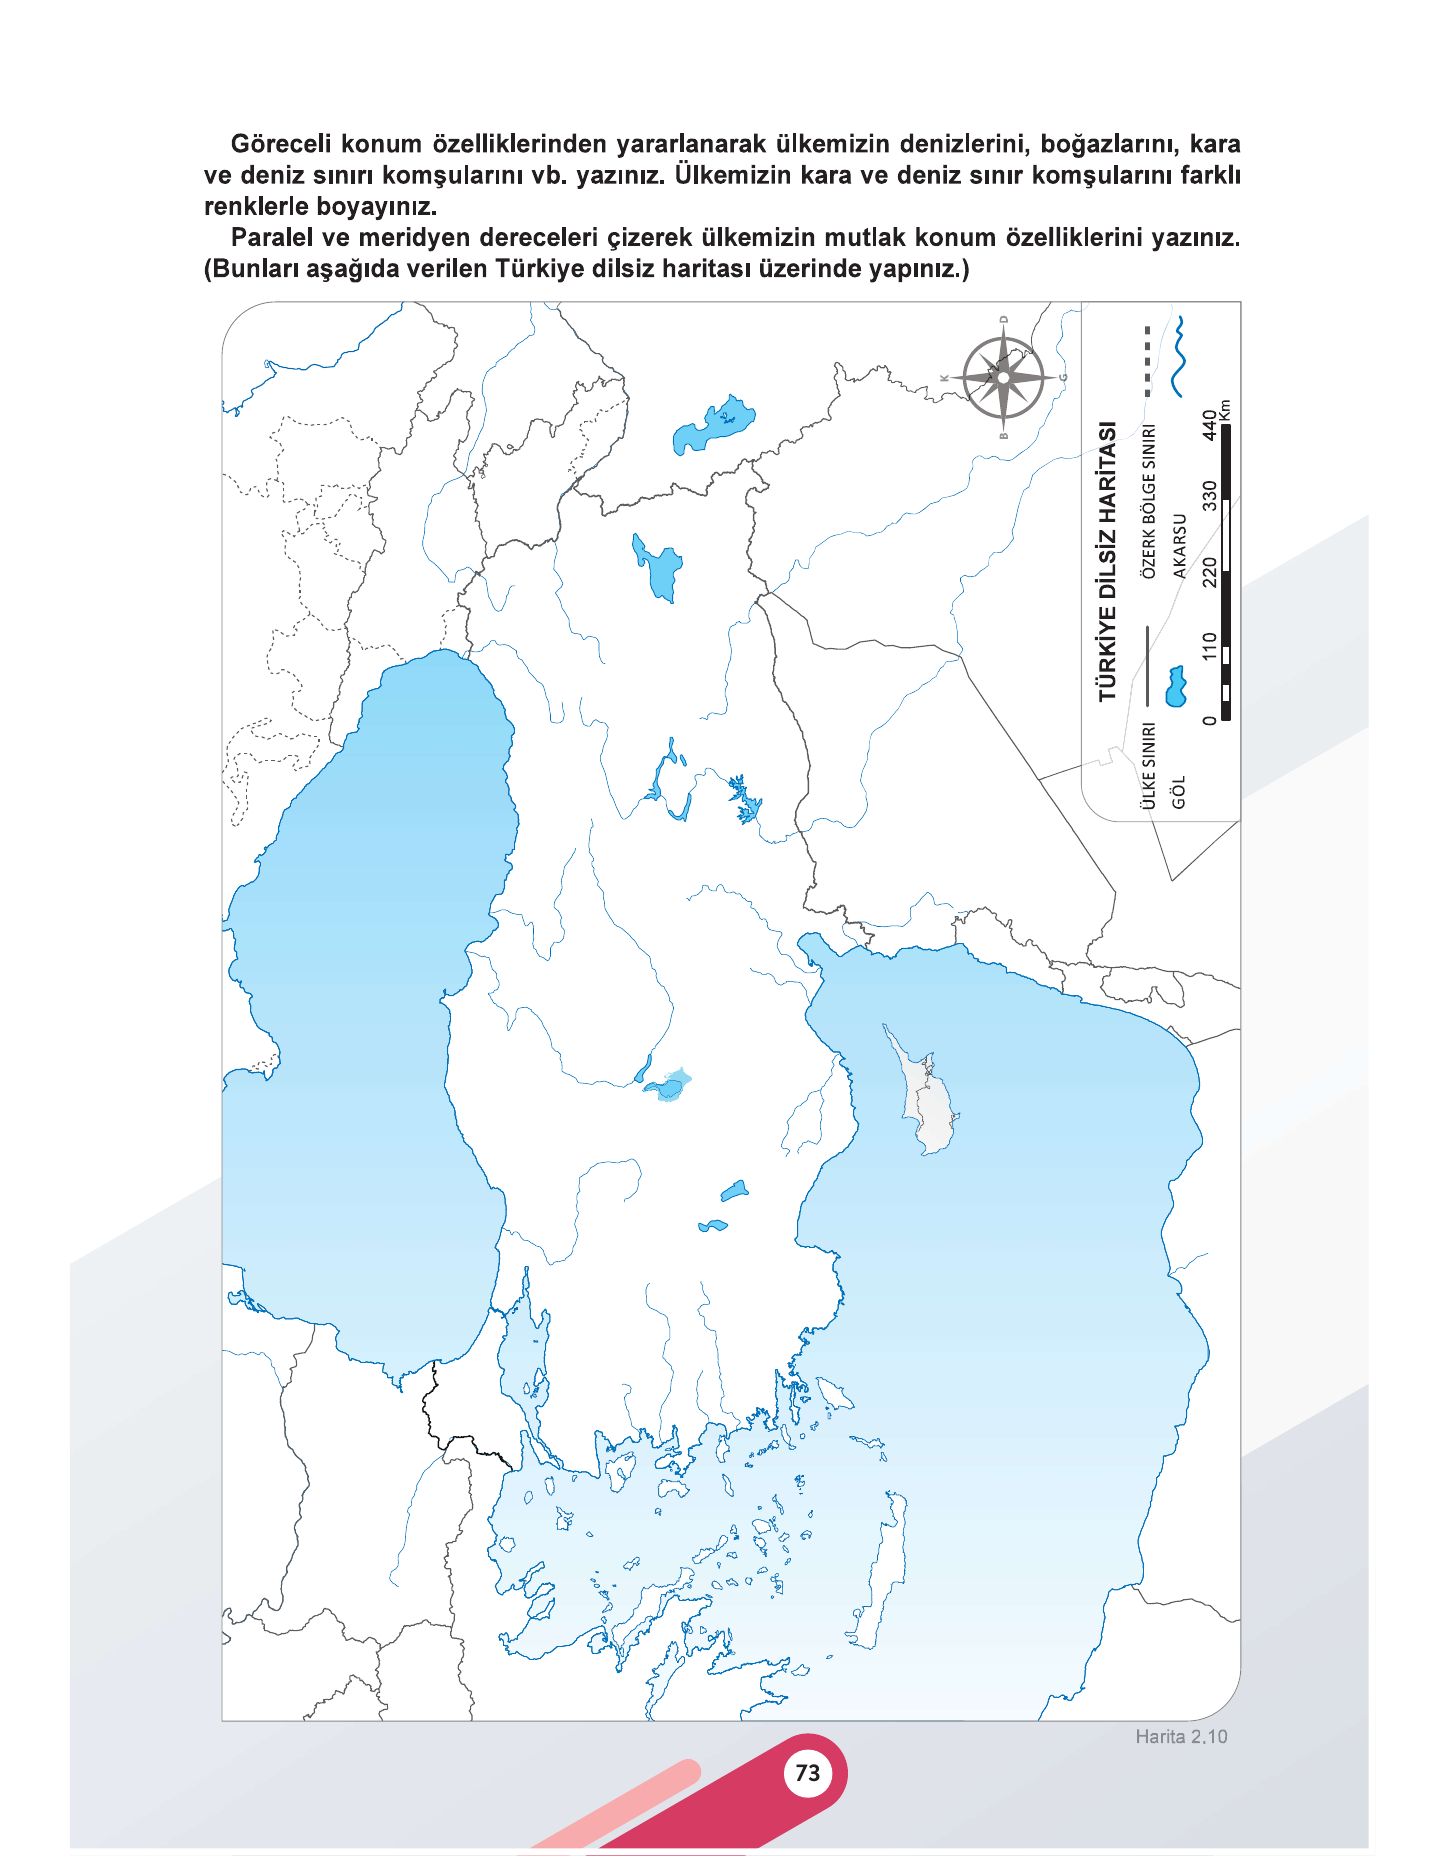 Göreceli konum özelliklerinden yararlanarak ülkemizin denizlerini, boğazlarını, kara
ve deniz sınırı komşularını vb. yazınız. Ülkemizin kara ve deniz sınır komşularını farklı
renklerle boyayınız.
Paralel ve meridyen dereceleri çizerek ülkemizin mutlak konum özelliklerini yazınız.
(Bunları aşağıda verilen Türkiye dilsiz haritası üzerinde yapınız.)
K
D
G
B
TÜRKİYE DİLSİZ HARİTASI
ÜLKE SINIRI
ÖZERK BÖLGE SINIRI
GÖL
AKARSU
0 110 220 330 440
Km
Harita 2.10
73